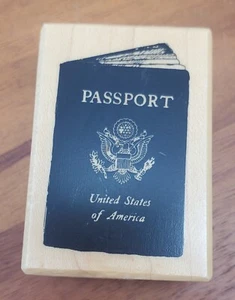 PASSPORT
United States
of America